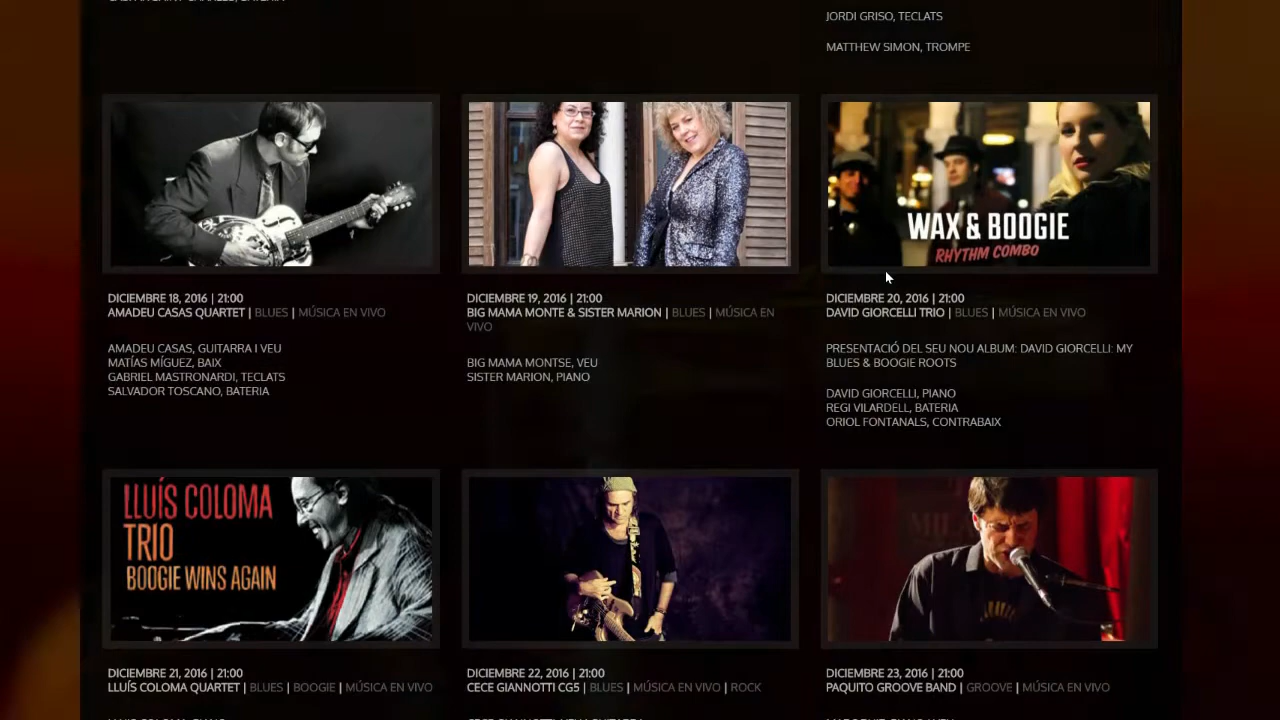 JORDI GRISO, TECLATS
MATTHEW SIMON, TROMPE
WAX & BOOGIE
RHYTHM COMBO
DICIEMBRE 18, 2016 | 21:00
AMADEU CASAS QUARTET | BLUES | MÚSICA EN VIVO
AMADEU CASAS, GUITARRA I VEU
MATÍAS MÍGUEZ, BAIX
GABRIEL MASTRONARDI, TECLATS
SALVADOR TOSCANO, BATERIA
DICIEMBRE 19, 2016 | 21:00
BIG MAMA MONTE & SISTER MARION | BLUES | MÚSICA EN
VIVO
BIG MAMA MONTSE, VEU
SISTER MARION, PIANO
DICIEMBRE 20, 2016 | 21:00
DAVID GIORCELLI TRIO | BLUES | MÚSICA EN VIVO
PRESENTACIÓ DEL SEU NOU ALBUM: DAVID GIORCELLI: MY
BLUES & BOOGIE ROOTS
DAVID GIORCELLI, PIANO
REGI VILARDELL, BATERIA
ORIOL FONTANALS, CONTRABAIX
LLUÍS COLOMA
TRIO
BOOGIE WINS AGAIN
DICIEMBRE 21, 2016 | 21:00
LLUÍS COLOMA QUARTET | BLUES | BOOGIE | MÚSICA EN VIVO
DICIEMBRE 22, 2016 | 21:00
CECE GIANNOTTI CG5 | BLUES | MÚSICA EN VIVO | ROCK
DICIEMBRE 23, 2016 | 21:00
PAQUITO GROOVE BAND | GROOVE | MÚSICA EN VIVO